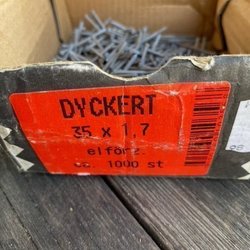 DYCKERT
35 x 1,7
elförz
ca. 1000 st